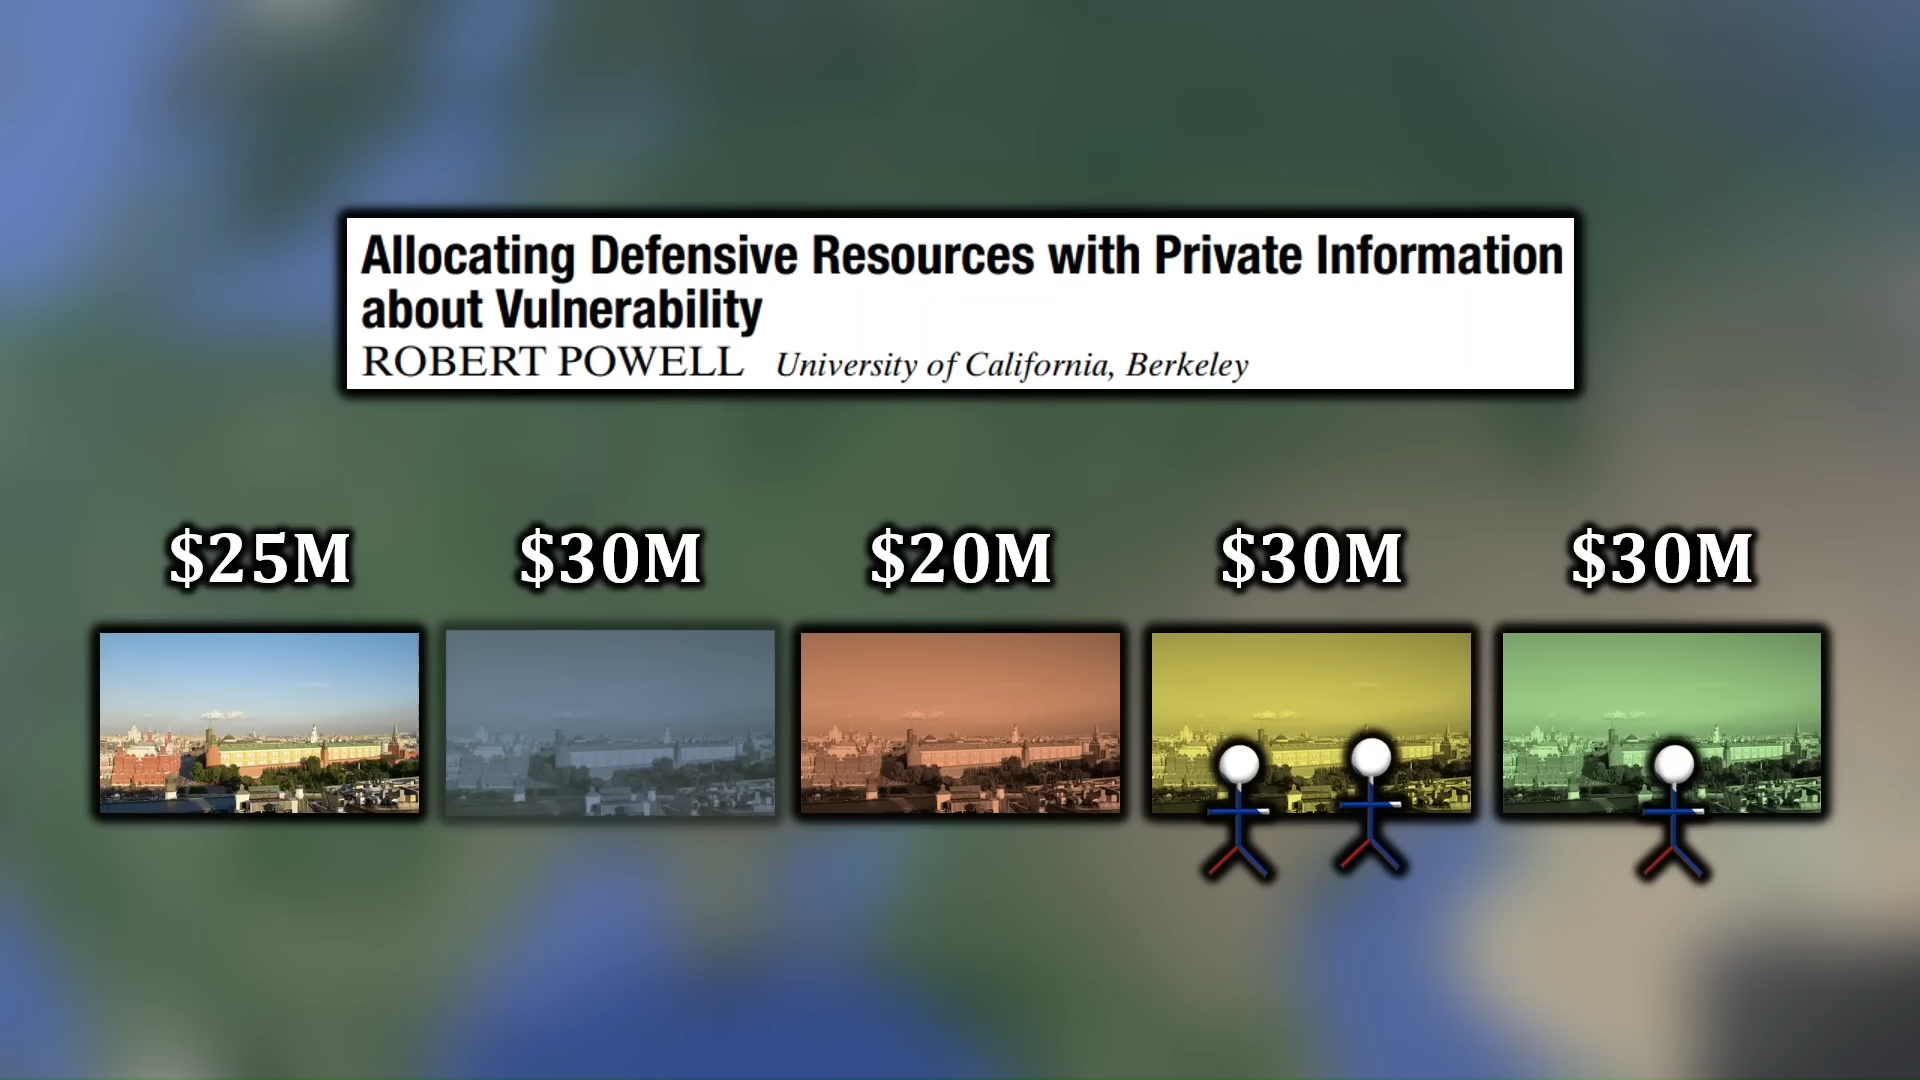 Allocating Defensive Resources with Private Information
about Vulnerability
ROBERT POWELL University of California, Berkeley
$25M $30M $20M $30M $30M